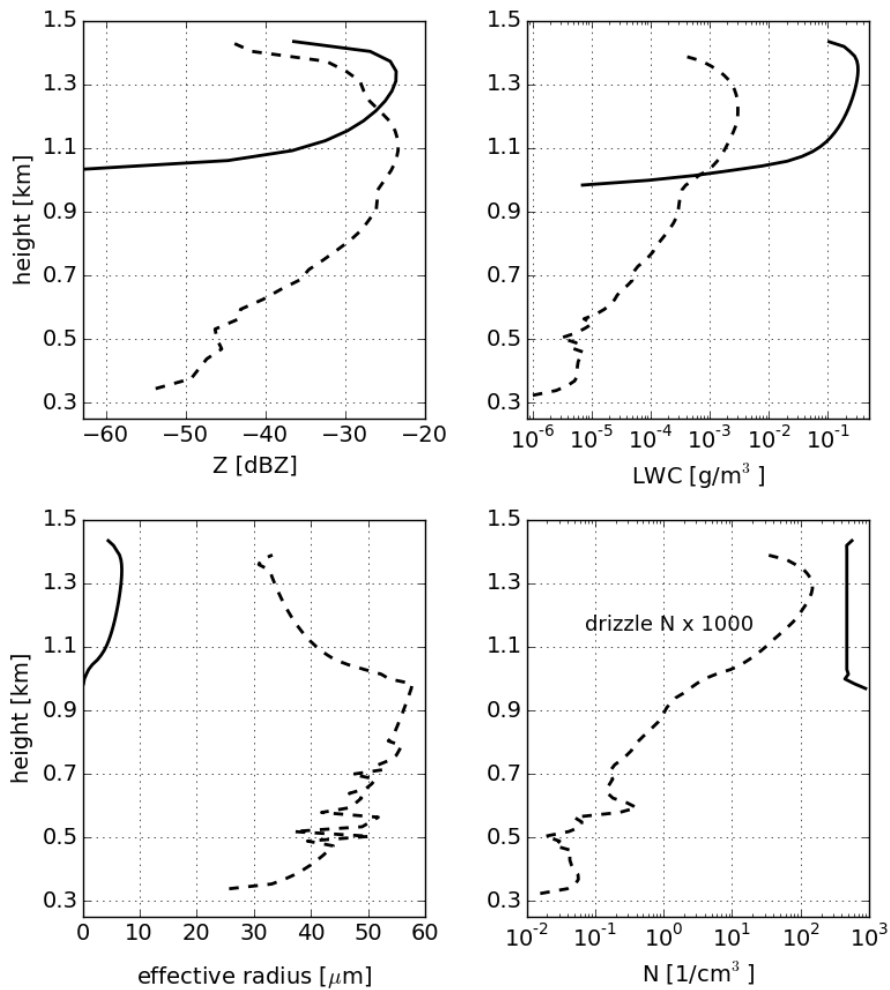 1.5
1.3
1.1
0.9
0.7
0.5
0.3
height [km]
−60 −50 −40 −30 −20
Z [dBZ]
1.5
1.3
1.1
0.9
0.7
0.5
0.3
10⁻⁶ 10⁻⁵ 10⁻⁴ 10⁻³ 10⁻² 10⁻¹
LWC [g/m³ ]
1.5
1.3
1.1
0.9
0.7
0.5
0.3
height [km]
0 10 20 30 40 50 60
effective radius [μm]
1.5
1.3
1.1
0.9
0.7
0.5
0.3
drizzle N x 1000
10⁻² 10⁻¹ 10⁰ 10¹ 10² 10³
N [1/cm³ ]